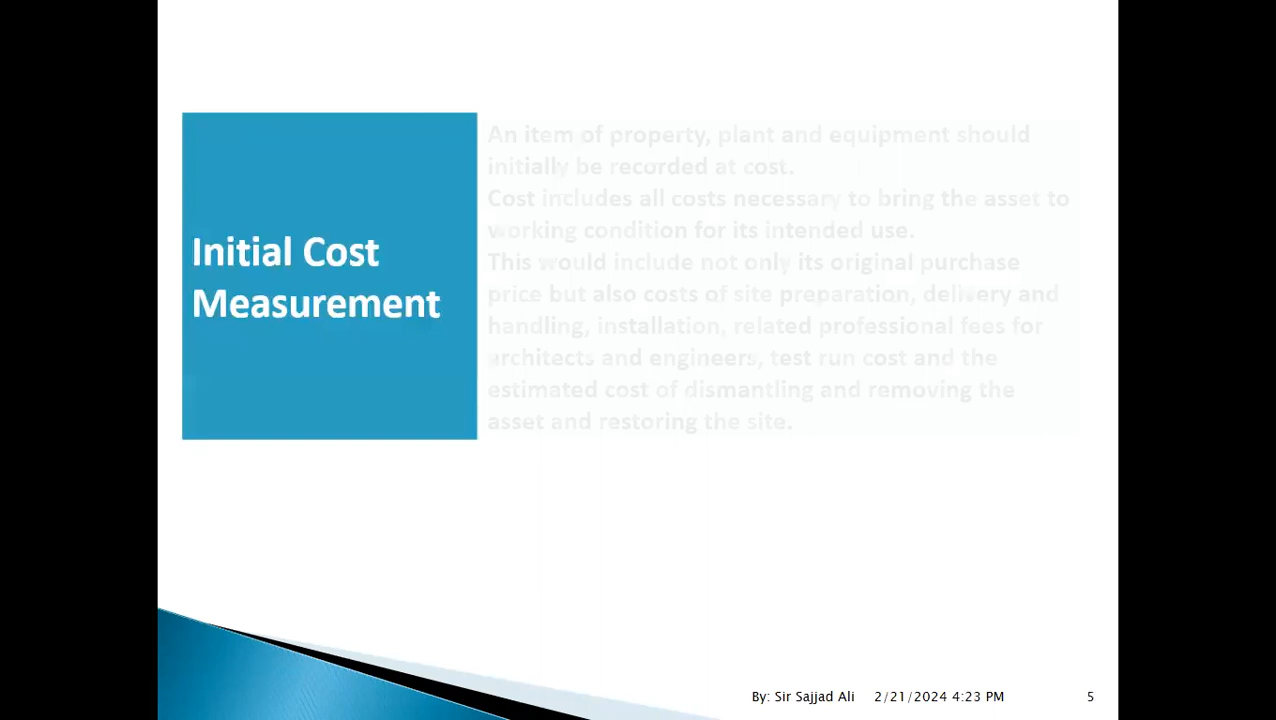 Initial Cost
Measurement
An item of property, plant and equipment should
initially be recorded at cost.
Cost includes all costs necessary to bring the asset to
working condition for its intended use.
This would include not only its original purchase
price but also costs of site preparation, delivery and
handling, installation, related professional fees for
architects and engineers, test run cost and the
estimated cost of dismantling and removing the
asset and restoring the site.
By: Sir Sajjad Ali 2/21/2024 4:23 PM 5